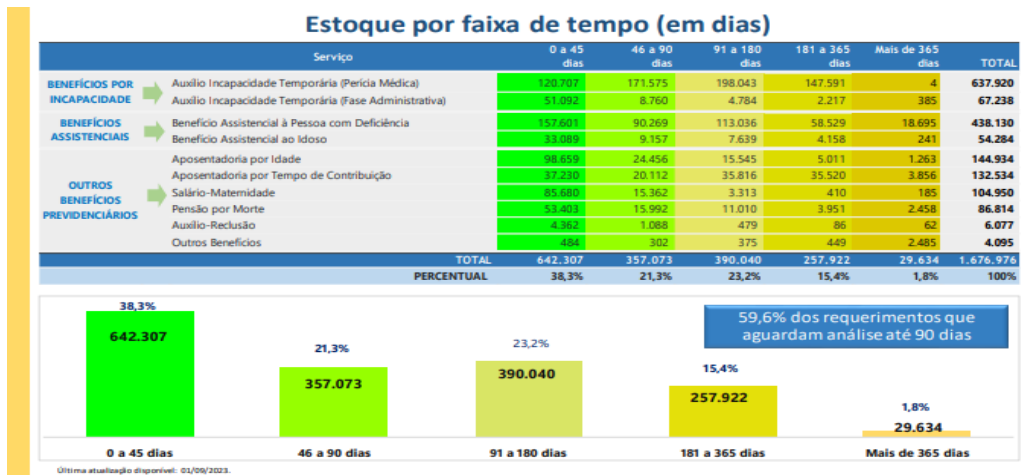 Estoque por faixa de tempo (em dias)
Serviço 0 a 45 dias 46 a 90 dias 91 a 180 dias 181 a 365 dias Mais de 365 dias TOTAL
BENEFÍCIOS POR INCAPACIDADE
Auxílio Incapacidade Temporária (Perícia Médica) 120.707 171.575 198.043 147.591 4 637.920
Auxílio Incapacidade Temporária (Fase Administrativa) 51.092 8.760 4.784 2.217 385 67.238
BENEFÍCIOS ASSISTENCIAIS
Benefício Assistencial à Pessoa com Deficiência 157.601 90.269 113.036 58.529 18.695 438.130
Benefício Assistencial ao Idoso 33.089 9.157 7.639 4.158 241 54.284
OUTROS BENEFÍCIOS PREVIDENCIÁRIOS
Aposentadoria por Idade 98.659 24.456 15.545 5.011 1.263 144.934
Aposentadoria por Tempo de Contribuição 37.230 20.112 35.816 35.520 3.856 132.534
Salário-Maternidade 85.680 15.362 3.313 410 185 104.950
Pensão por Morte 53.403 15.992 11.010 3.951 2.458 86.814
Auxílio-Reclusão 4.362 1.088 479 86 62 6.077
Outros Benefícios 484 302 375 449 2.485 4.095
TOTAL 642.307 357.073 390.040 257.922 29.634 1.676.976
PERCENTUAL 38,3% 21,3% 23,2% 15,4% 1,8% 100%
59,6% dos requerimentos que
aguardam análise até 90 dias
38,3% 21,3% 23,2% 15,4% 1,8%
642.307 357.073 390.040 257.922 29.634
0 a 45 dias 46 a 90 dias 91 a 180 dias 181 a 365 dias Mais de 365 dias
Última atualização disponível: 01/09/2023.